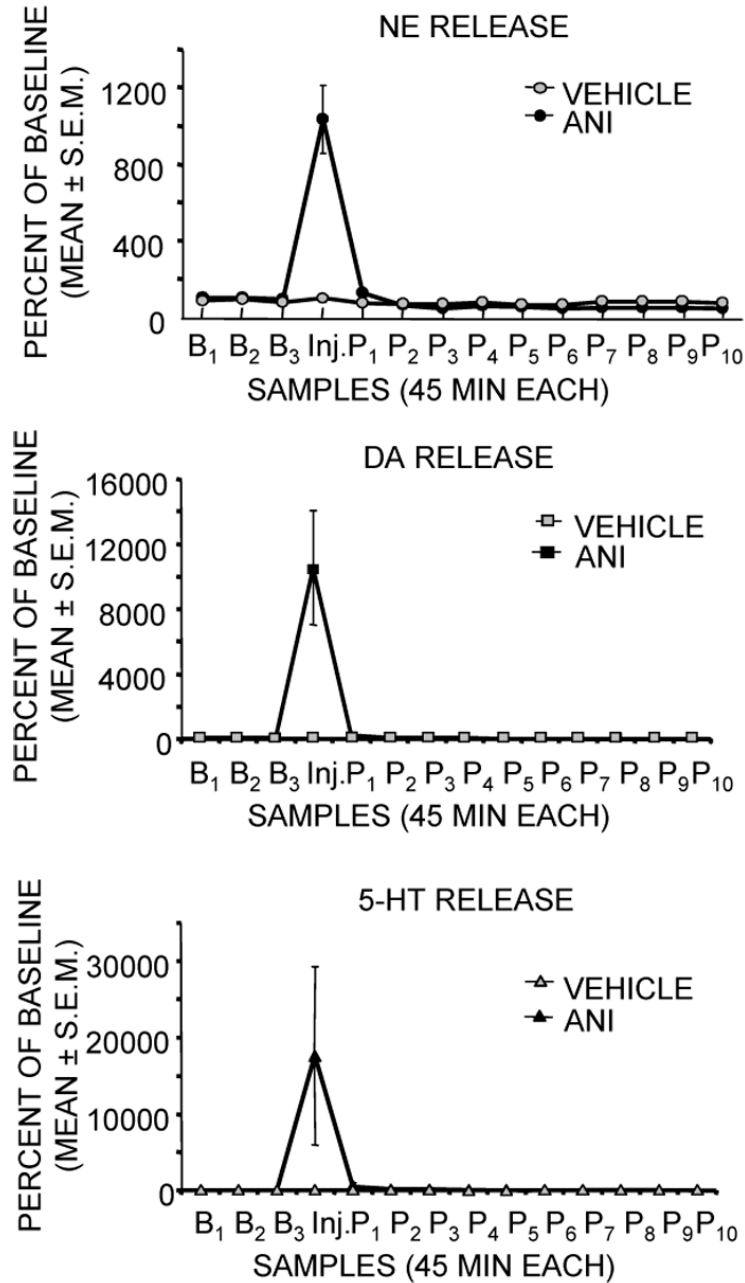 NE RELEASE
PERCENT OF BASELINE
(MEAN ± S.E.M.)
1200
800
400
0
VEHICLE
ANI
B₁ B₂ B₃ Inj. P₁ P₂ P₃ P₄ P₅ P₆ P₇ P₈ P₉ P₁₀
SAMPLES (45 MIN EACH)
DA RELEASE
PERCENT OF BASELINE
(MEAN ± S.E.M.)
16000
12000
8000
4000
0
VEHICLE
ANI
B₁ B₂ B₃ Inj. P₁ P₂ P₃ P₄ P₅ P₆ P₇ P₈ P₉ P₁₀
SAMPLES (45 MIN EACH)
5-HT RELEASE
PERCENT OF BASELINE
(MEAN ± S.E.M.)
30000
20000
10000
0
VEHICLE
ANI
B₁ B₂ B₃ Inj. P₁ P₂ P₃ P₄ P₅ P₆ P₇ P₈ P₉ P₁₀
SAMPLES (45 MIN EACH)